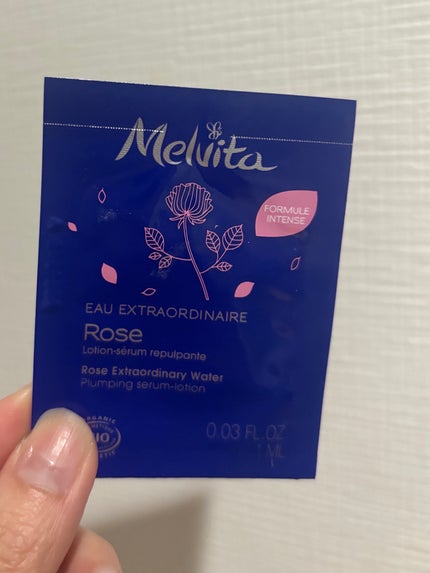 Melvita
FORMULE
INTENSE
EAU EXTRAORDINAIRE
Rose
Lotion-sérum repulpante
Rose Extraordinary Water
Plumping serum-lotion
0.03 FL.OZ
1 ML
BIO